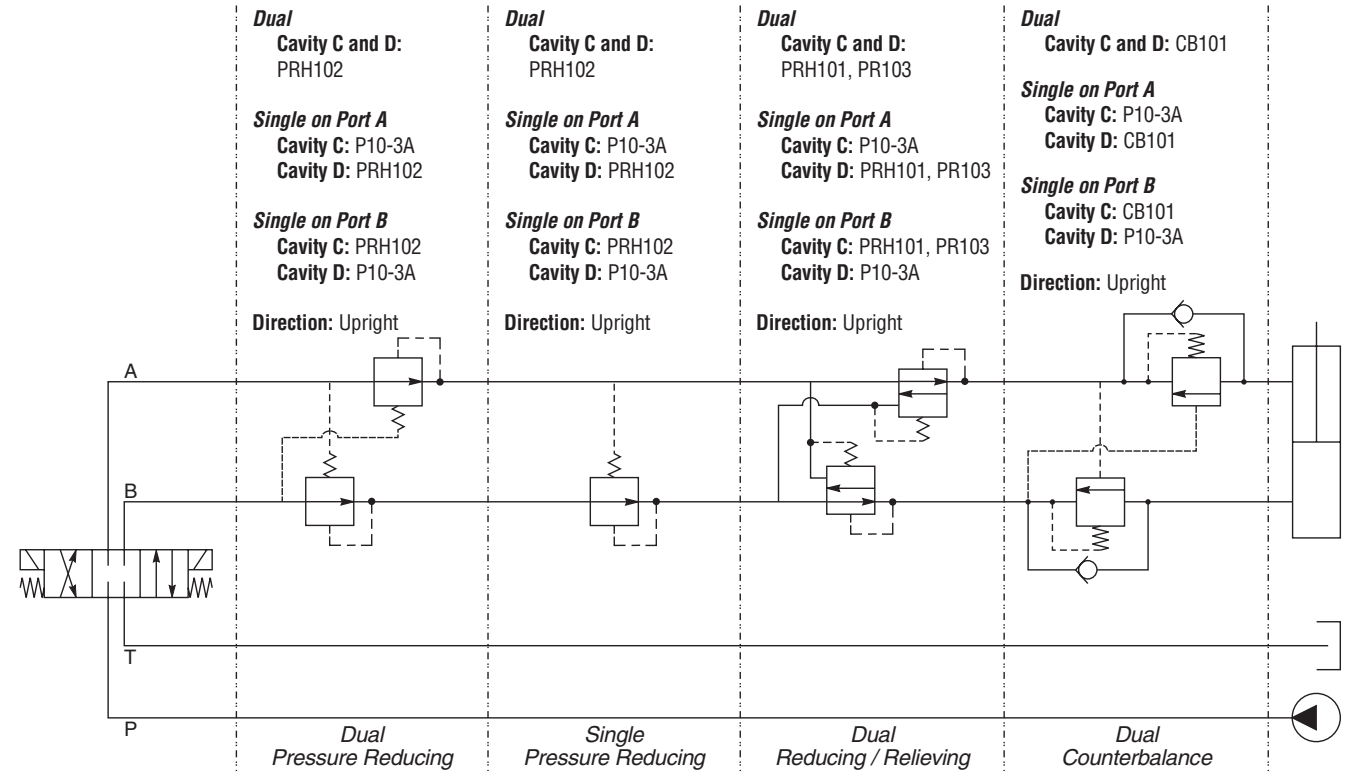 Dual
Cavity C and D:
PRH102
Single on Port A
Cavity C: P10-3A
Cavity D: PRH102
Single on Port B
Cavity C: PRH102
Cavity D: P10-3A
Direction: Upright
Dual
Cavity C and D:
PRH102
Single on Port A
Cavity C: P10-3A
Cavity D: PRH102
Single on Port B
Cavity C: PRH102
Cavity D: P10-3A
Direction: Upright
Dual
Cavity C and D:
PRH101, PR103
Single on Port A
Cavity C: P10-3A
Cavity D: PRH101, PR103
Single on Port B
Cavity C: PRH101, PR103
Cavity D: P10-3A
Direction: Upright
Dual
Cavity C and D: CB101
Single on Port A
Cavity C: P10-3A
Cavity D: CB101
Single on Port B
Cavity C: CB101
Cavity D: P10-3A
Direction: Upright
A
B
T
P
Dual
Pressure Reducing
Single
Pressure Reducing
Dual
Reducing / Relieving
Dual
Counterbalance